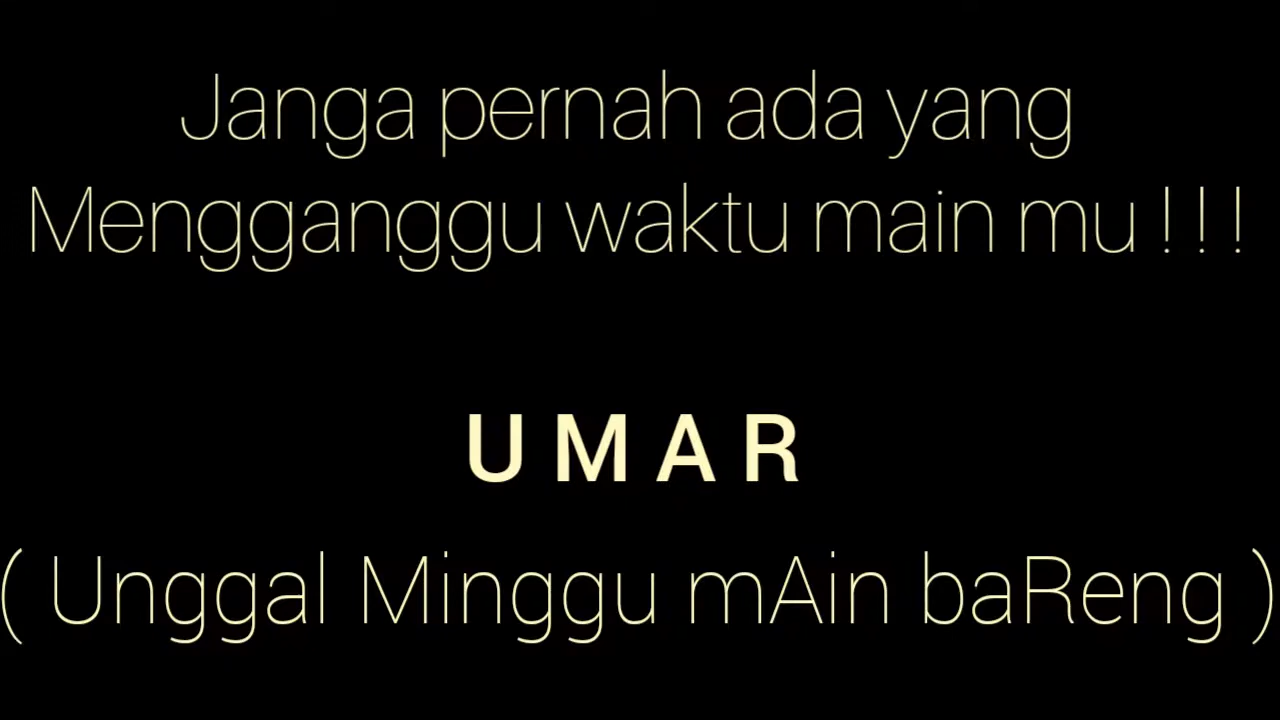 Janga pernah ada yang
Mengganggu waktu main mu ! ! !
U M A R
( Unggal Minggu mAin baReng )